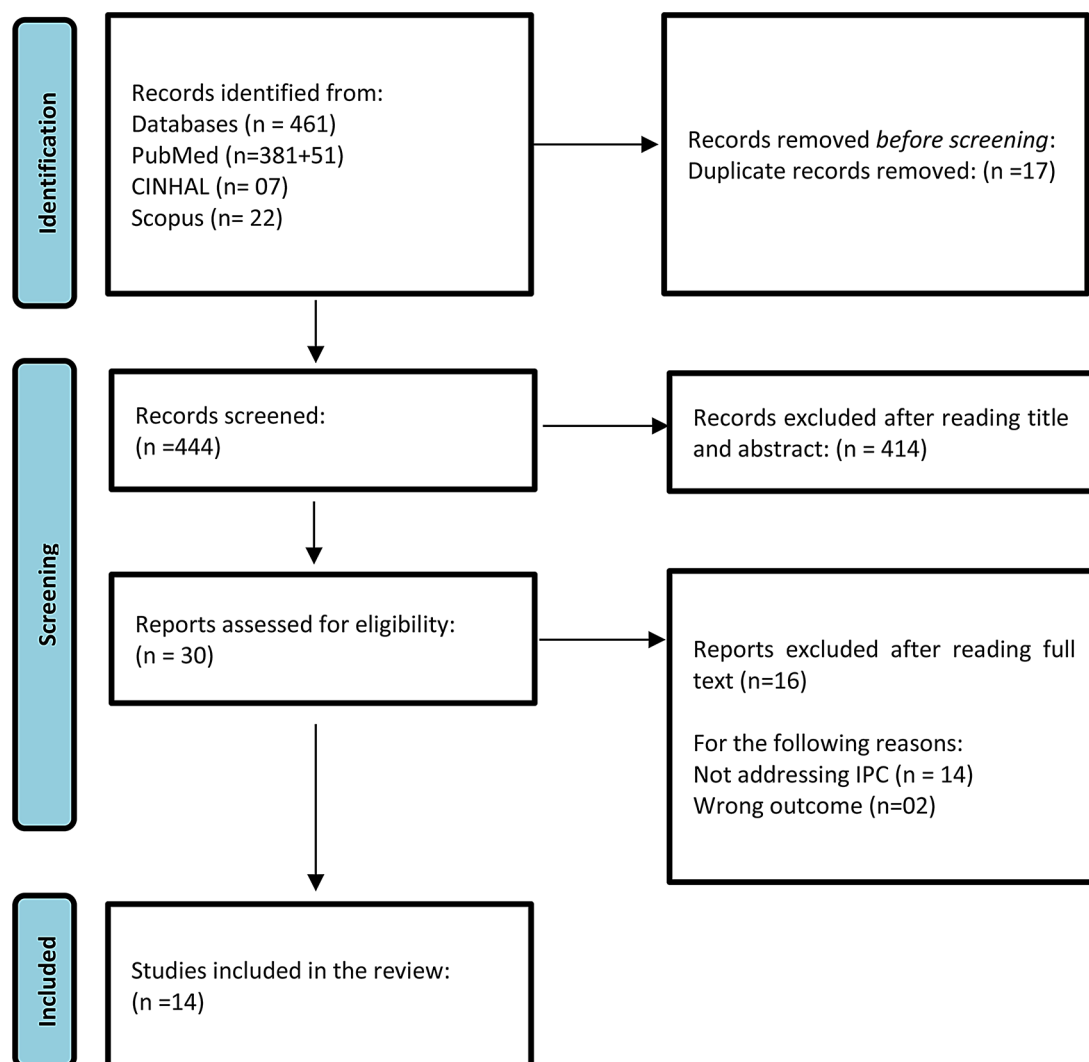 Identification
Records identified from:
Databases (n = 461)
PubMed (n=381+51)
CINHAL (n= 07)
Scopus (n= 22)
Records removed before screening:
Duplicate records removed: (n =17)
Screening
Records screened:
(n =444)
Records excluded after reading title
and abstract: (n = 414)
Reports assessed for eligibility:
(n = 30)
Reports excluded after reading full
text (n=16)
For the following reasons:
Not addressing IPC (n = 14)
Wrong outcome (n=02)
Included
Studies included in the review:
(n =14)